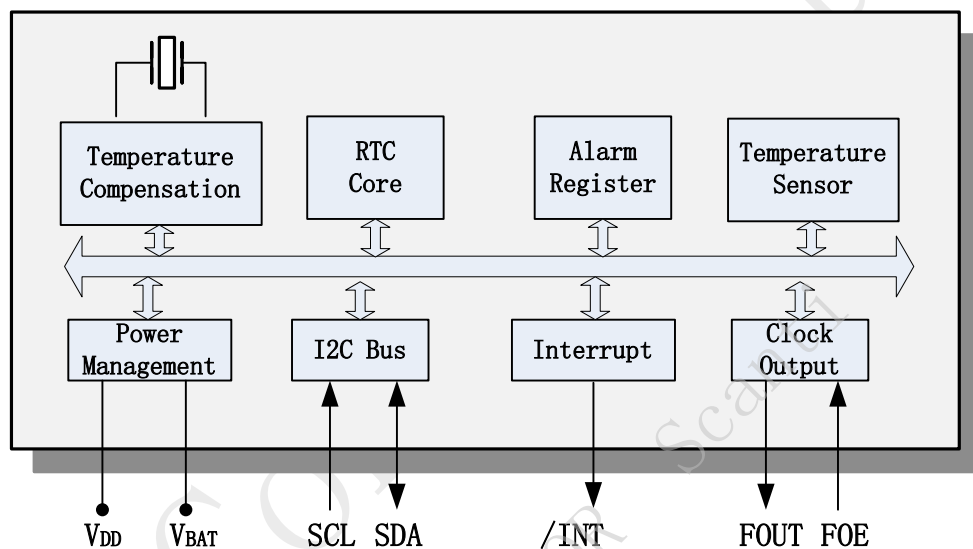 Temperature
Compensation
RTC
Core
Alarm
Register
Temperature
Sensor
Power
Management
I2C Bus
Interrupt
Clock
Output
VDD
VBAT
SCL
SDA
/INT
FOUT
FOE